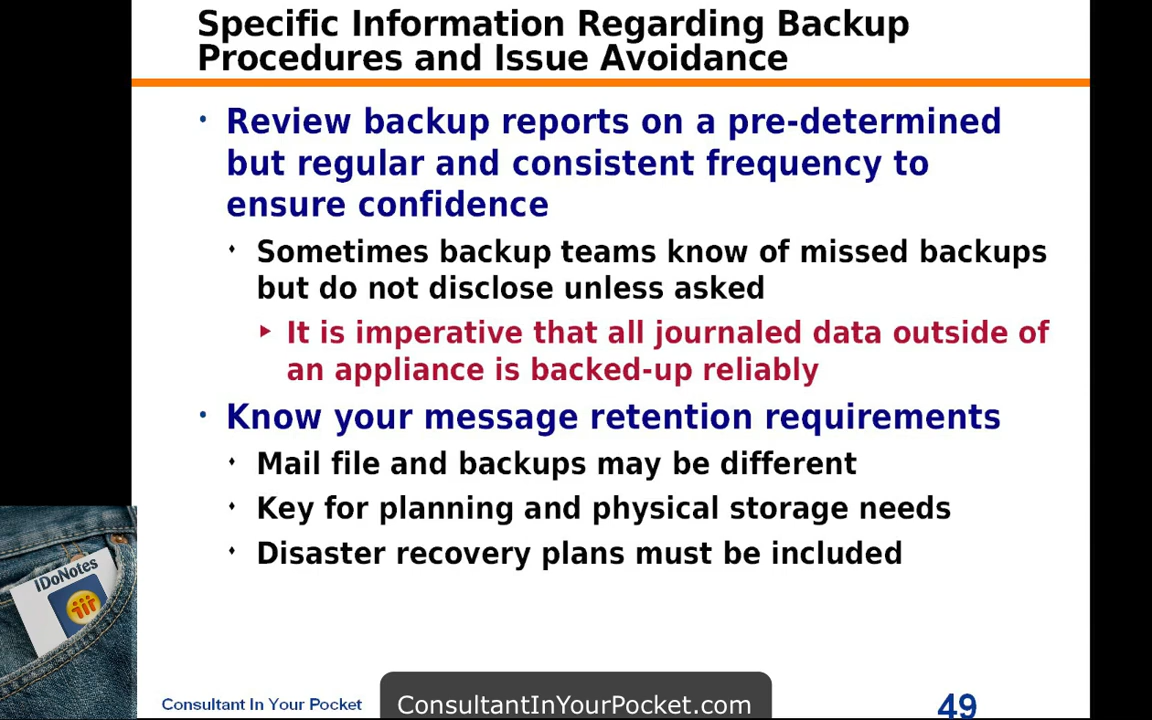 Specific Information Regarding Backup
Procedures and Issue Avoidance
• Review backup reports on a pre-determined
but regular and consistent frequency to
ensure confidence
Sometimes backup teams know of missed backups
but do not disclose unless asked
It is imperative that all journaled data outside of
an appliance is backed-up reliably
• Know your message retention requirements
Mail file and backups may be different
Key for planning and physical storage needs
Disaster recovery plans must be included
IDoNotes
Consultant In Your Pocket
ConsultantInYourPocket.com
49